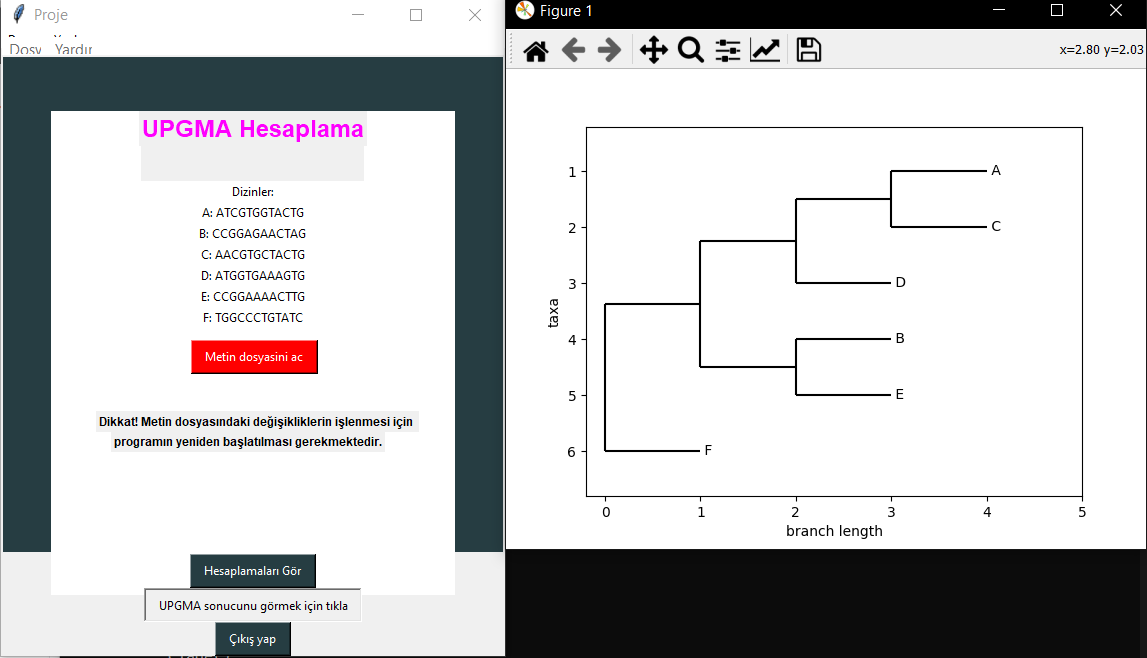 Proje
Dosy Yardır
UPGMA Hesaplama
Dizinler:
A: ATCGTGGTACTG
B: CCGGAGAACTAG
C: AACGTGCTACTG
D: ATGGTGAAAGTG
E: CCGGAAAACTTG
F: TGGCCCTGTATC
Metin dosyasini ac
Dikkat! Metin dosyasındaki değişikliklerin işlenmesi için
programın yeniden başlatılması gerekmektedir.
Hesaplamaları Gör
UPGMA sonucunu görmek için tıkla
Çıkış yap
Figure 1
x=2.80 y=2.03
1
2
3
4
5
6
taxa
A
C
D
B
E
F
0 1 2 3 4 5
branch length